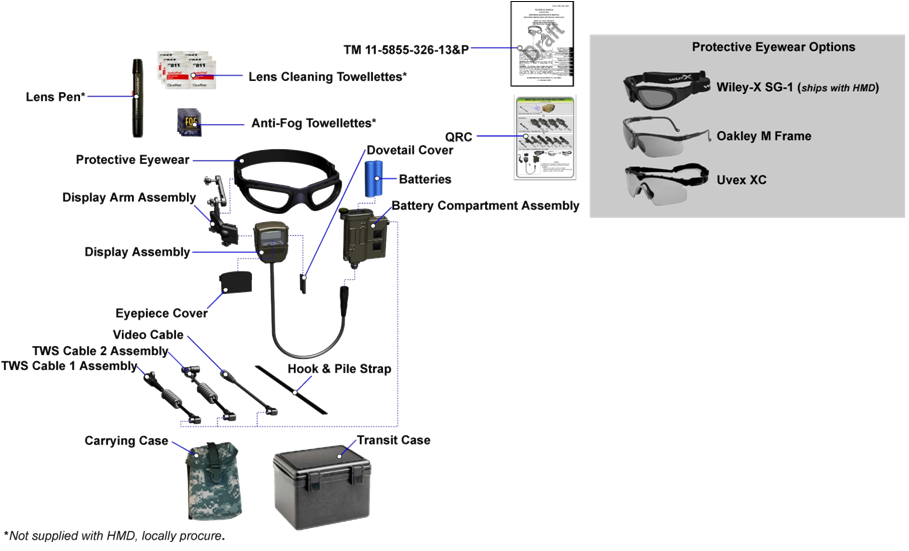 TM 11-5855-326-13&P
Draft
Protective Eyewear Options
Lens Pen*
Lens Cleaning Towellettes*
Wiley-X SG-1 (ships with HMD)
Anti-Fog Towellettes*
FOG
QRC
Oakley M Frame
Dovetail Cover
Protective Eyewear
Batteries
Uvex XC
Display Arm Assembly
Battery Compartment Assembly
Display Assembly
Eyepiece Cover
Video Cable
TWS Cable 2 Assembly
TWS Cable 1 Assembly
Hook & Pile Strap
Carrying Case
Transit Case
*Not supplied with HMD, locally procure.